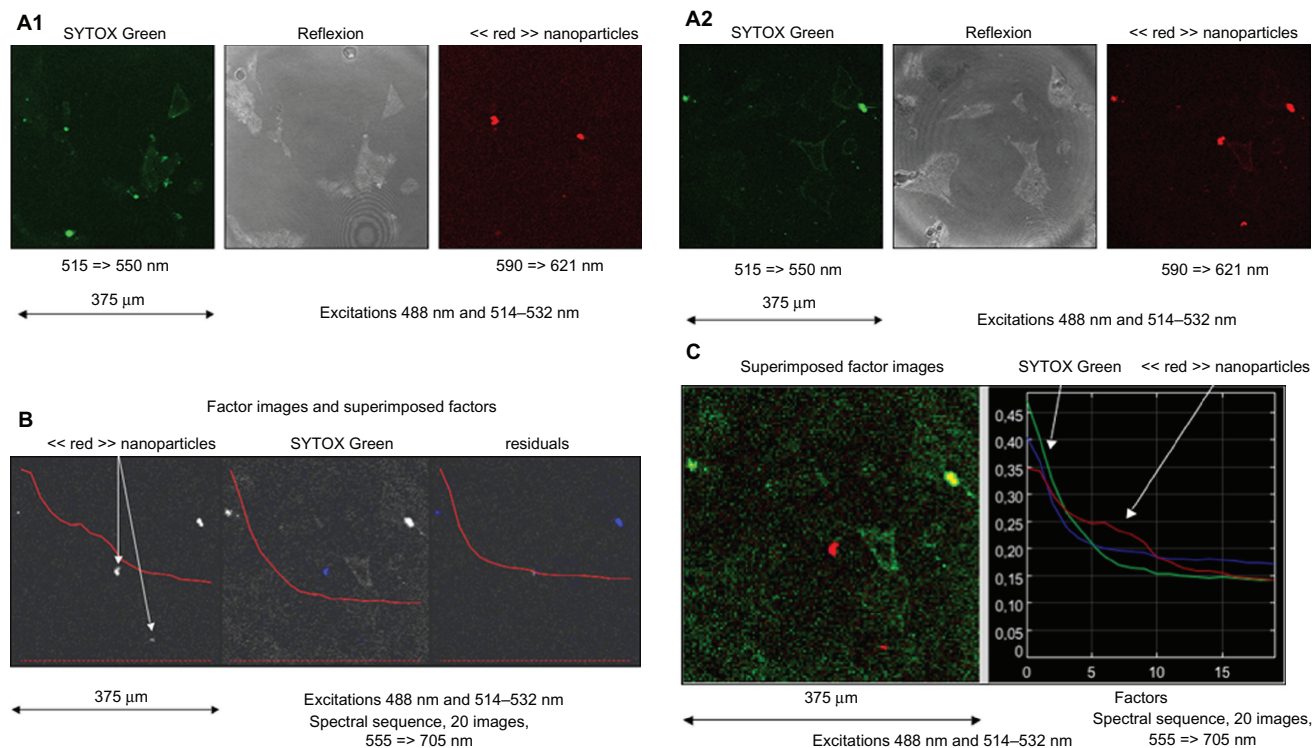 A1
SYTOX Green Reflexion << red >> nanoparticles
515 => 550 nm 590 => 621 nm
375 μm
Excitations 488 nm and 514–532 nm
A2
SYTOX Green Reflexion << red >> nanoparticles
515 => 550 nm 590 => 621 nm
375 μm
Excitations 488 nm and 514–532 nm
B
Factor images and superimposed factors
<< red >> nanoparticles SYTOX Green residuals
375 μm
Excitations 488 nm and 514–532 nm
Spectral sequence, 20 images,
555 => 705 nm
C
Superimposed factor images SYTOX Green << red >> nanoparticles
0,45
0,40
0,35
0,30
0,25
0,20
0,15
0,10
0,05
0
0 5 10 15
375 μm
Factors
Spectral sequence, 20 images,
Excitations 488 nm and 514–532 nm 555 => 705 nm